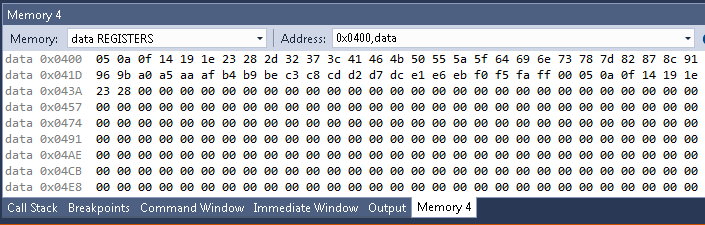 Memory 4
Memory: data REGISTERS Address: 0x0400,data
data 0x0400 05 0a 0f 14 19 1e 23 28 2d 32 37 3c 41 46 4b 50 55 5a 5f 64 69 6e 73 78 7d 82 87 8c 91
data 0x041D 96 9b a0 a5 aa af b4 b9 be c3 c8 cd d2 d7 dc e1 e6 eb f0 f5 fa ff 00 05 0a 0f 14 19 1e
data 0x043A 23 28 00 00 00 00 00 00 00 00 00 00 00 00 00 00 00 00 00 00 00 00 00 00 00 00 00 00 00
data 0x0457 00 00 00 00 00 00 00 00 00 00 00 00 00 00 00 00 00 00 00 00 00 00 00 00 00 00 00 00 00
data 0x0474 00 00 00 00 00 00 00 00 00 00 00 00 00 00 00 00 00 00 00 00 00 00 00 00 00 00 00 00 00
data 0x0491 00 00 00 00 00 00 00 00 00 00 00 00 00 00 00 00 00 00 00 00 00 00 00 00 00 00 00 00 00
data 0x04AE 00 00 00 00 00 00 00 00 00 00 00 00 00 00 00 00 00 00 00 00 00 00 00 00 00 00 00 00 00
data 0x04CB 00 00 00 00 00 00 00 00 00 00 00 00 00 00 00 00 00 00 00 00 00 00 00 00 00 00 00 00 00
data 0x04E8 00 00 00 00 00 00 00 00 00 00 00 00 00 00 00 00 00 00 00 00 00 00 00 00 00 00 00 00 00
Call Stack Breakpoints Command Window Immediate Window Output Memory 4